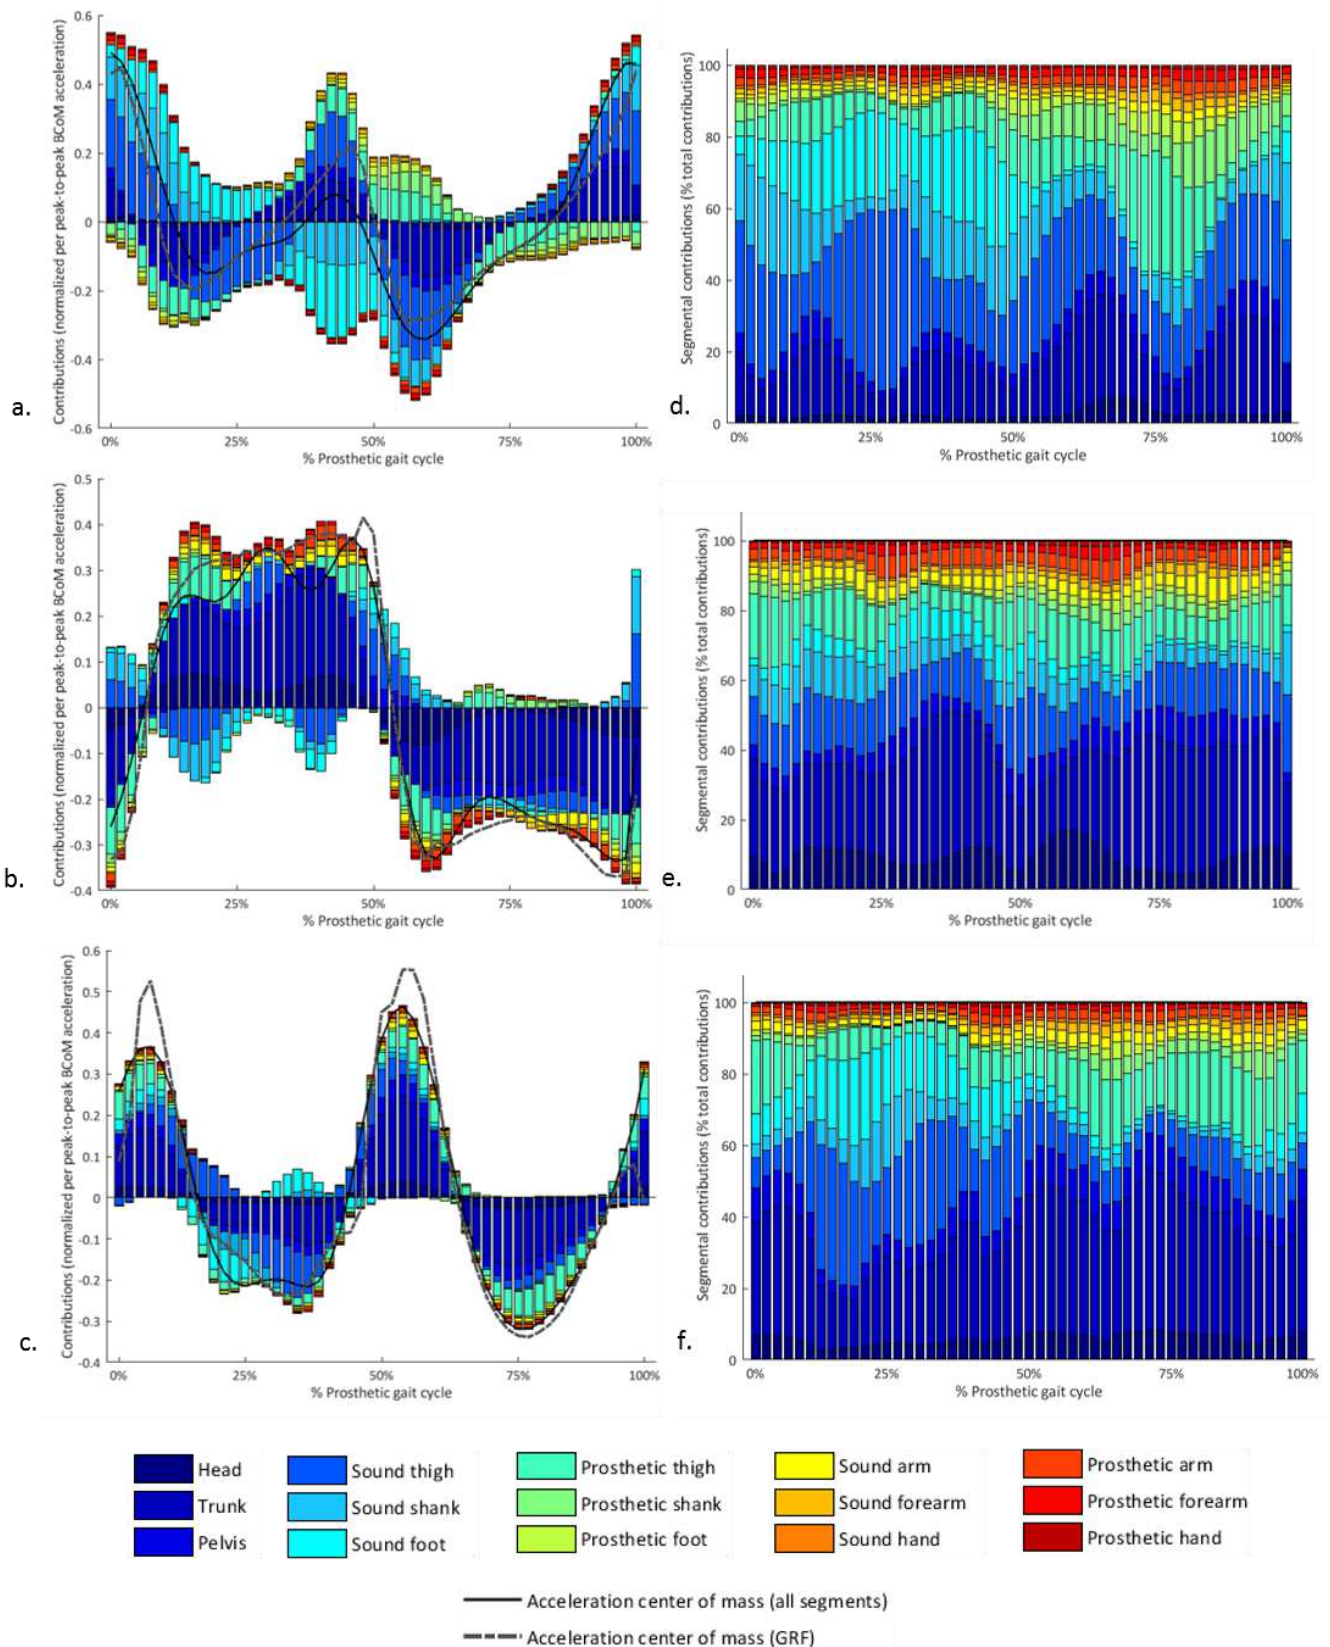 Contributions (normalized per peak-to-peak BCoM acceleration)
0.6
0.4
0.2
0
-0.2
-0.4
-0.6
0%
25%
50%
75%
100%
% Prosthetic gait cycle
a.
Segmental contributions (% total contributions)
100
80
60
40
20
0
0%
25%
50%
75%
100%
% Prosthetic gait cycle
d.
Contributions (normalized per peak-to-peak BCoM acceleration)
0.5
0.4
0.3
0.2
0.1
0
-0.1
-0.2
-0.3
-0.4
0%
25%
50%
75%
100%
% Prosthetic gait cycle
b.
Segmental contributions (% total contributions)
100
80
60
40
20
0
0%
25%
50%
75%
100%
% Prosthetic gait cycle
e.
Contributions (normalized per peak-to-peak BCoM acceleration)
0.6
0.5
0.4
0.3
0.2
0.1
0
-0.1
-0.2
-0.3
-0.4
0%
25%
50%
75%
100%
% Prosthetic gait cycle
c.
Segmental contributions (% total contributions)
100
80
60
40
20
0
0%
25%
50%
75%
100%
% Prosthetic gait cycle
f.
Head
Sound thigh
Prosthetic thigh
Sound arm
Prosthetic arm
Trunk
Sound shank
Prosthetic shank
Sound forearm
Prosthetic forearm
Pelvis
Sound foot
Prosthetic foot
Sound hand
Prosthetic hand
Acceleration center of mass (all segments)
Acceleration center of mass (GRF)